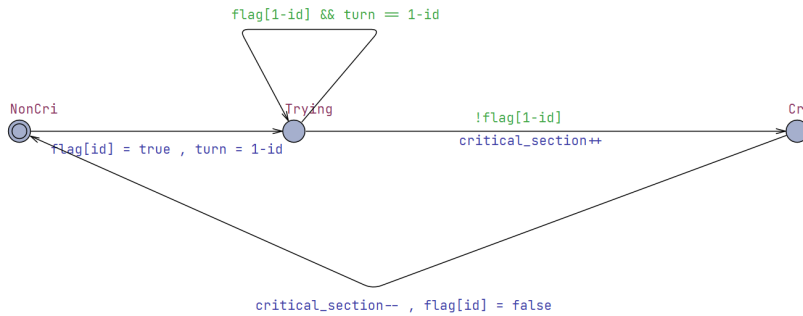 flag[1-id] && turn == 1-id
NonCri
Trying
!flag[1-id]
Cr
flag[id] = true , turn = 1-id
critical_section++
critical_section-- , flag[id] = false